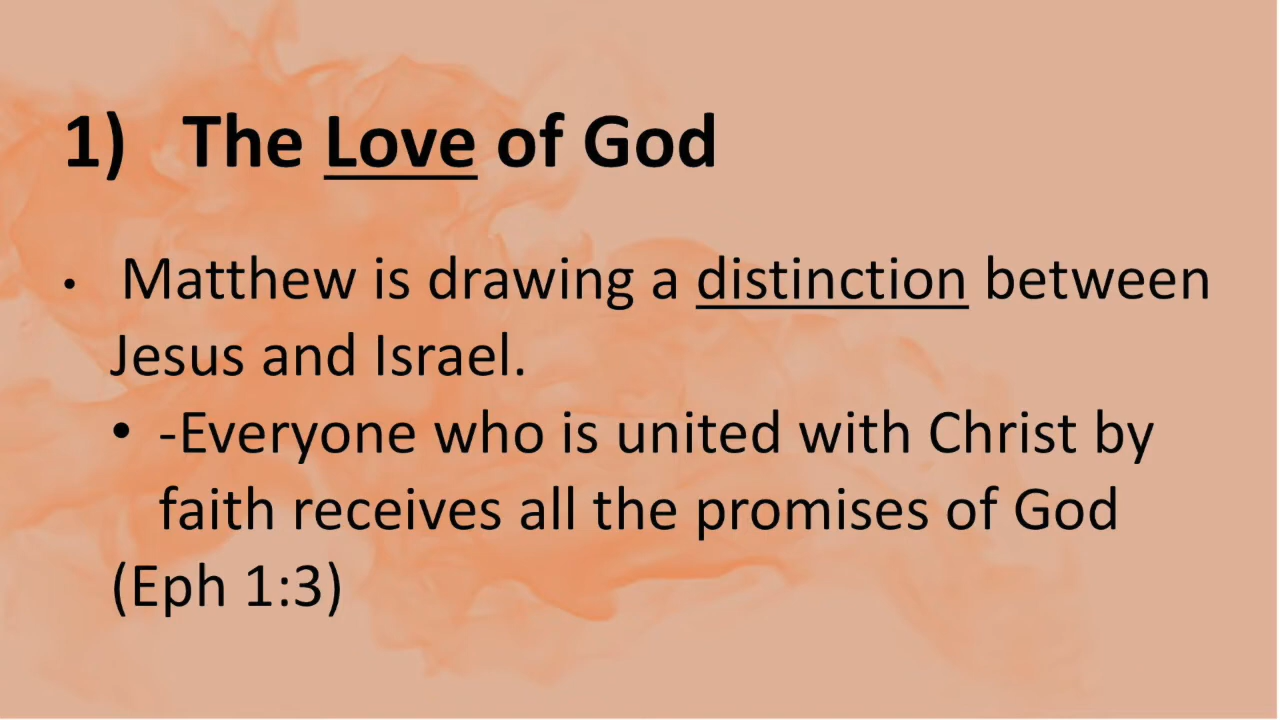 1) The Love of God
• Matthew is drawing a distinction between
Jesus and Israel.
• -Everyone who is united with Christ by
faith receives all the promises of God
(Eph 1:3)